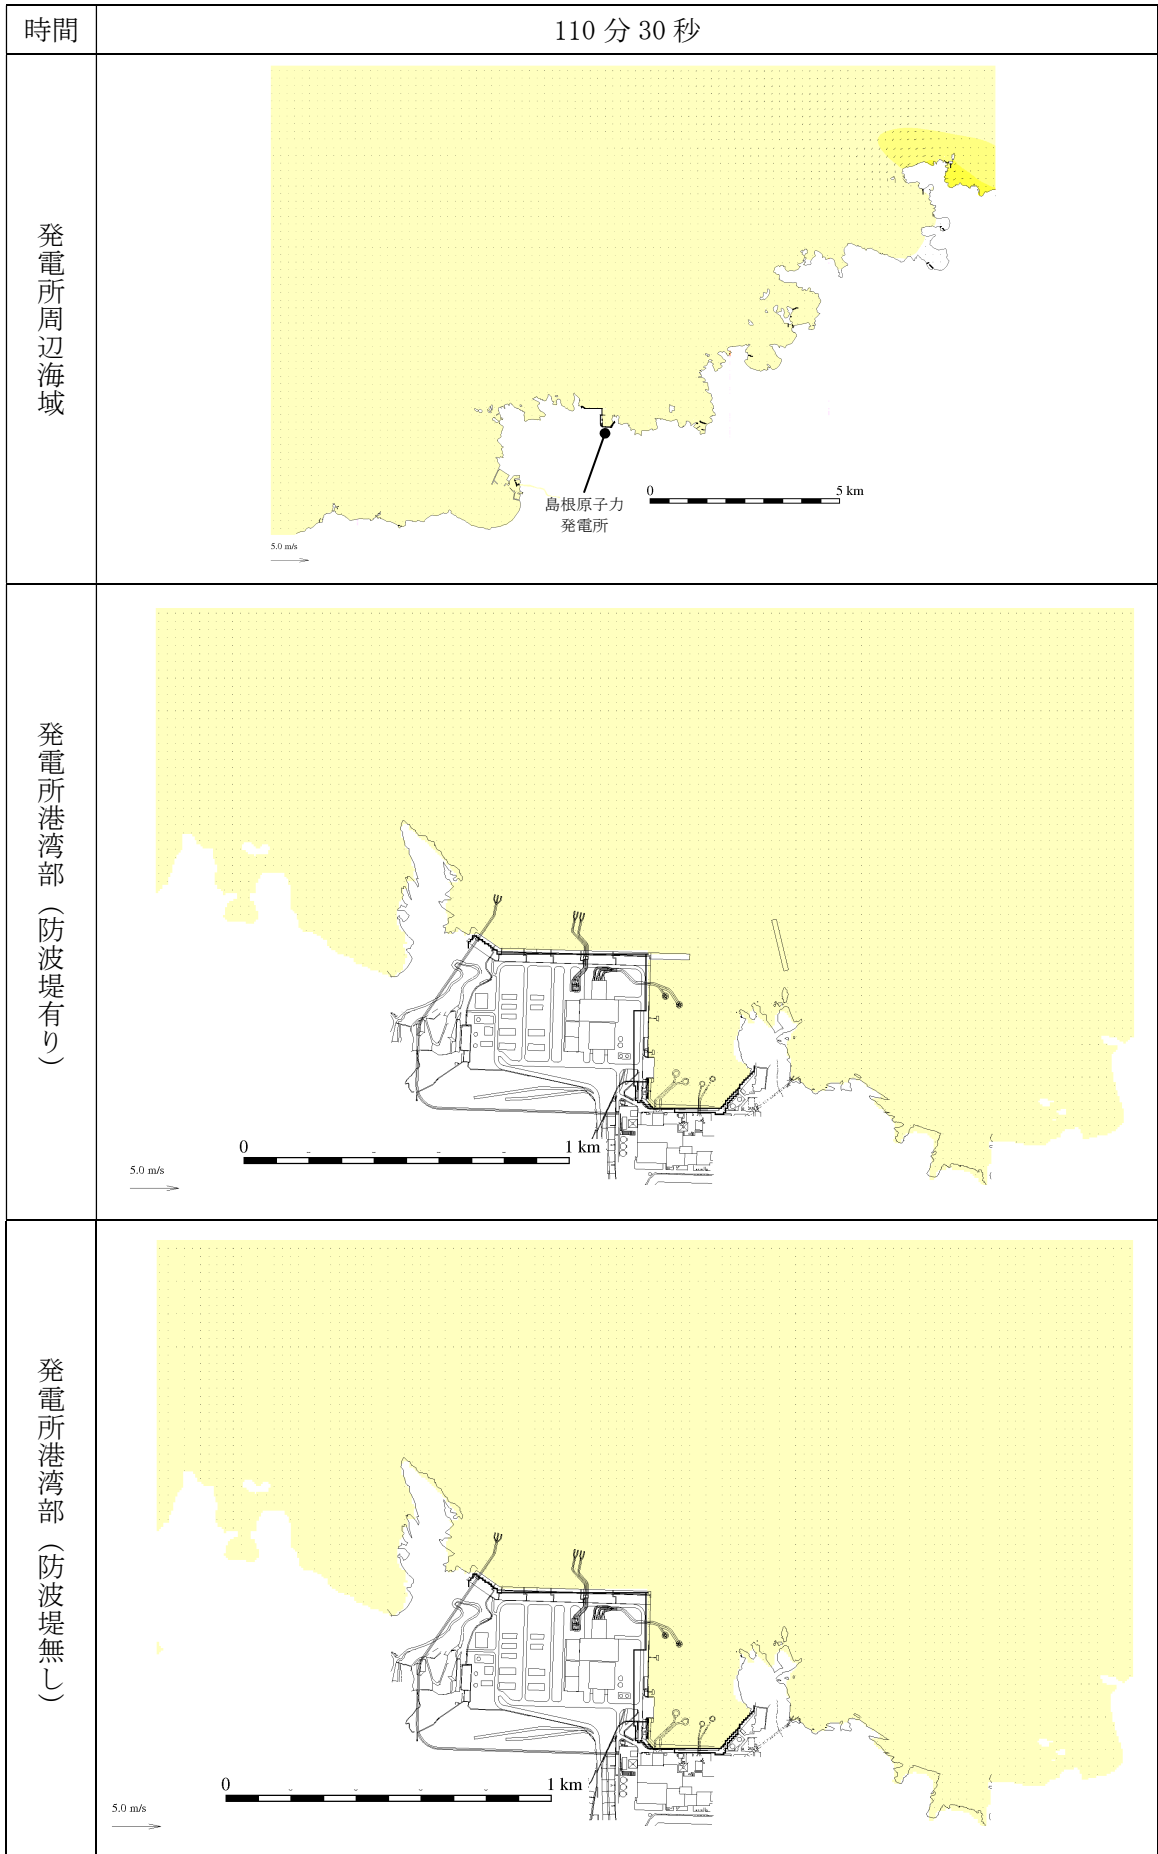 時間
110 分 30 秒
発電所周辺海域
島根原子力
発電所
0
5 km
5.0 m/s
発電所港湾部（防波堤有り）
0
1 km
5.0 m/s
発電所港湾部（防波堤無し）
0
1 km
5.0 m/s